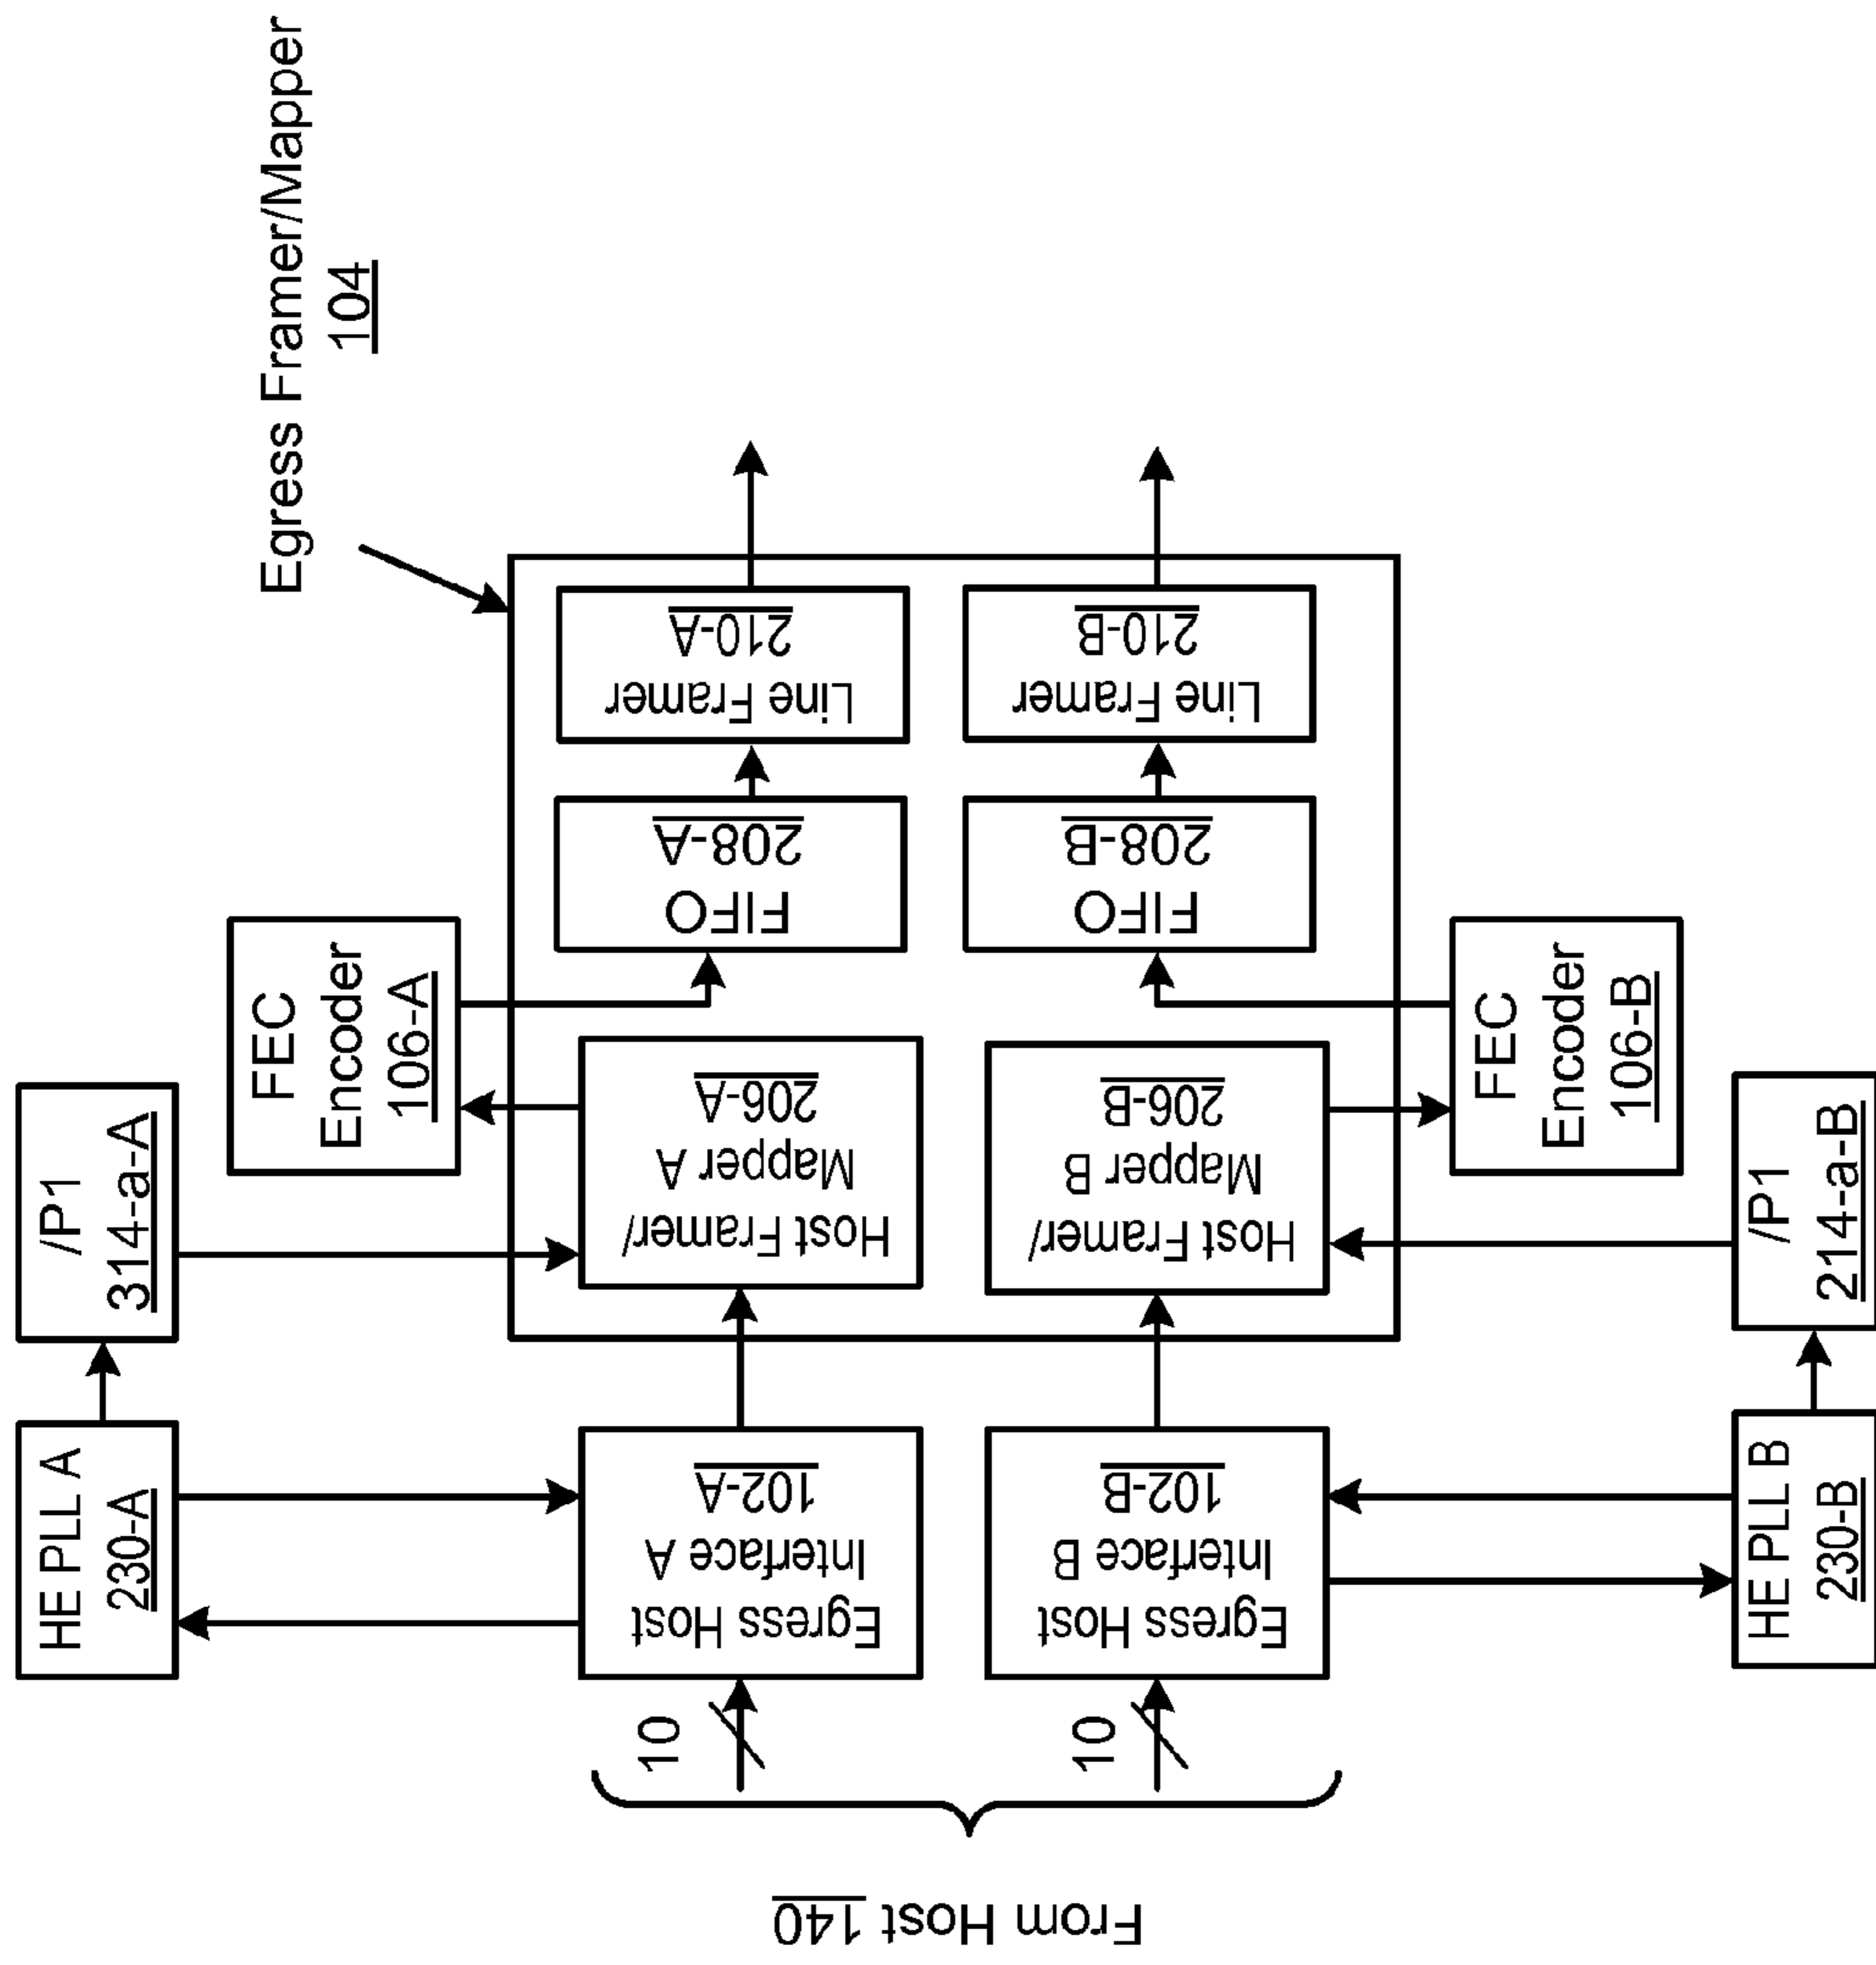 Egress Framer/Mapper
104
HE PLL A
230-A
/P1
314-a-A
FEC
Encoder
106-A
From Host 140
10
Egress Host
Interface A
102-A
Host Framer/
Mapper A
206-A
FIFO
208-A
Line Framer
210-A
10
Egress Host
Interface B
102-B
Host Framer/
Mapper B
206-B
FIFO
208-B
Line Framer
210-B
FEC
Encoder
106-B
HE PLL B
230-B
/P1
214-a-B